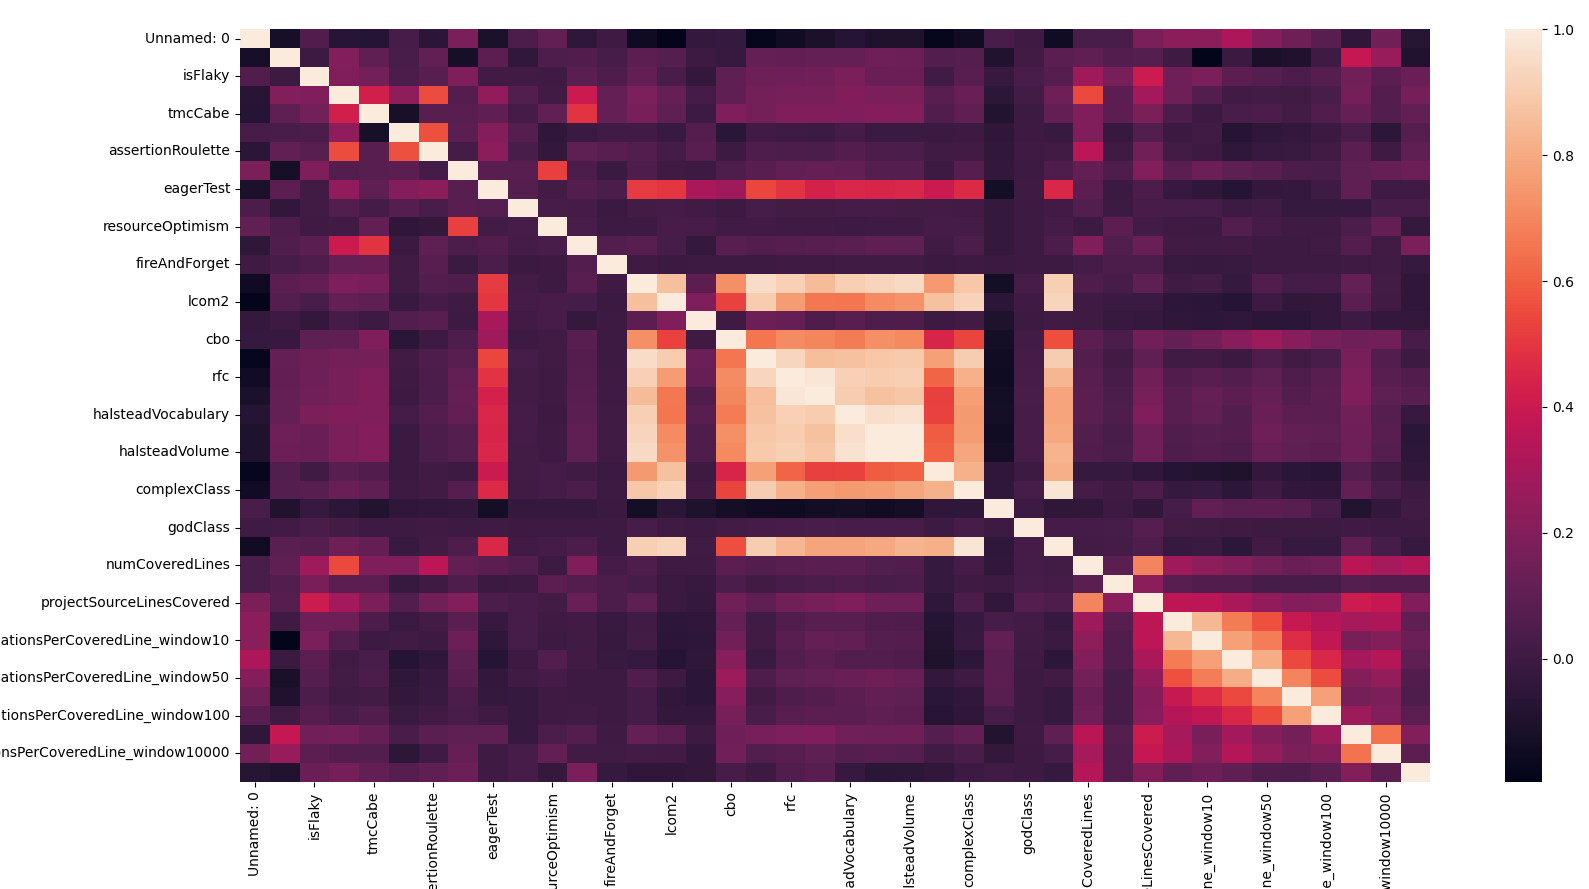 Unnamed: 0
isFlaky
tmcCabe
assertionRoulette
eagerTest
resourceOptimism
fireAndForget
lcom2
cbo
rfc
halsteadVocabulary
halsteadVolume
complexClass
godClass
numCoveredLines
projectSourceLinesCovered
ationsPerCoveredLine_window10
ationsPerCoveredLine_window50
tionsPerCoveredLine_window100
nsPerCoveredLine_window10000
1.0
0.8
0.6
0.4
0.2
0.0
Unnamed: 0
isFlaky
tmcCabe
ertionRoulette
eagerTest
urceOptimism
fireAndForget
lcom2
cbo
rfc
adVocabulary
lsteadVolume
complexClass
godClass
CoveredLines
LinesCovered
ne_window10
ne_window50
e_window100
window10000